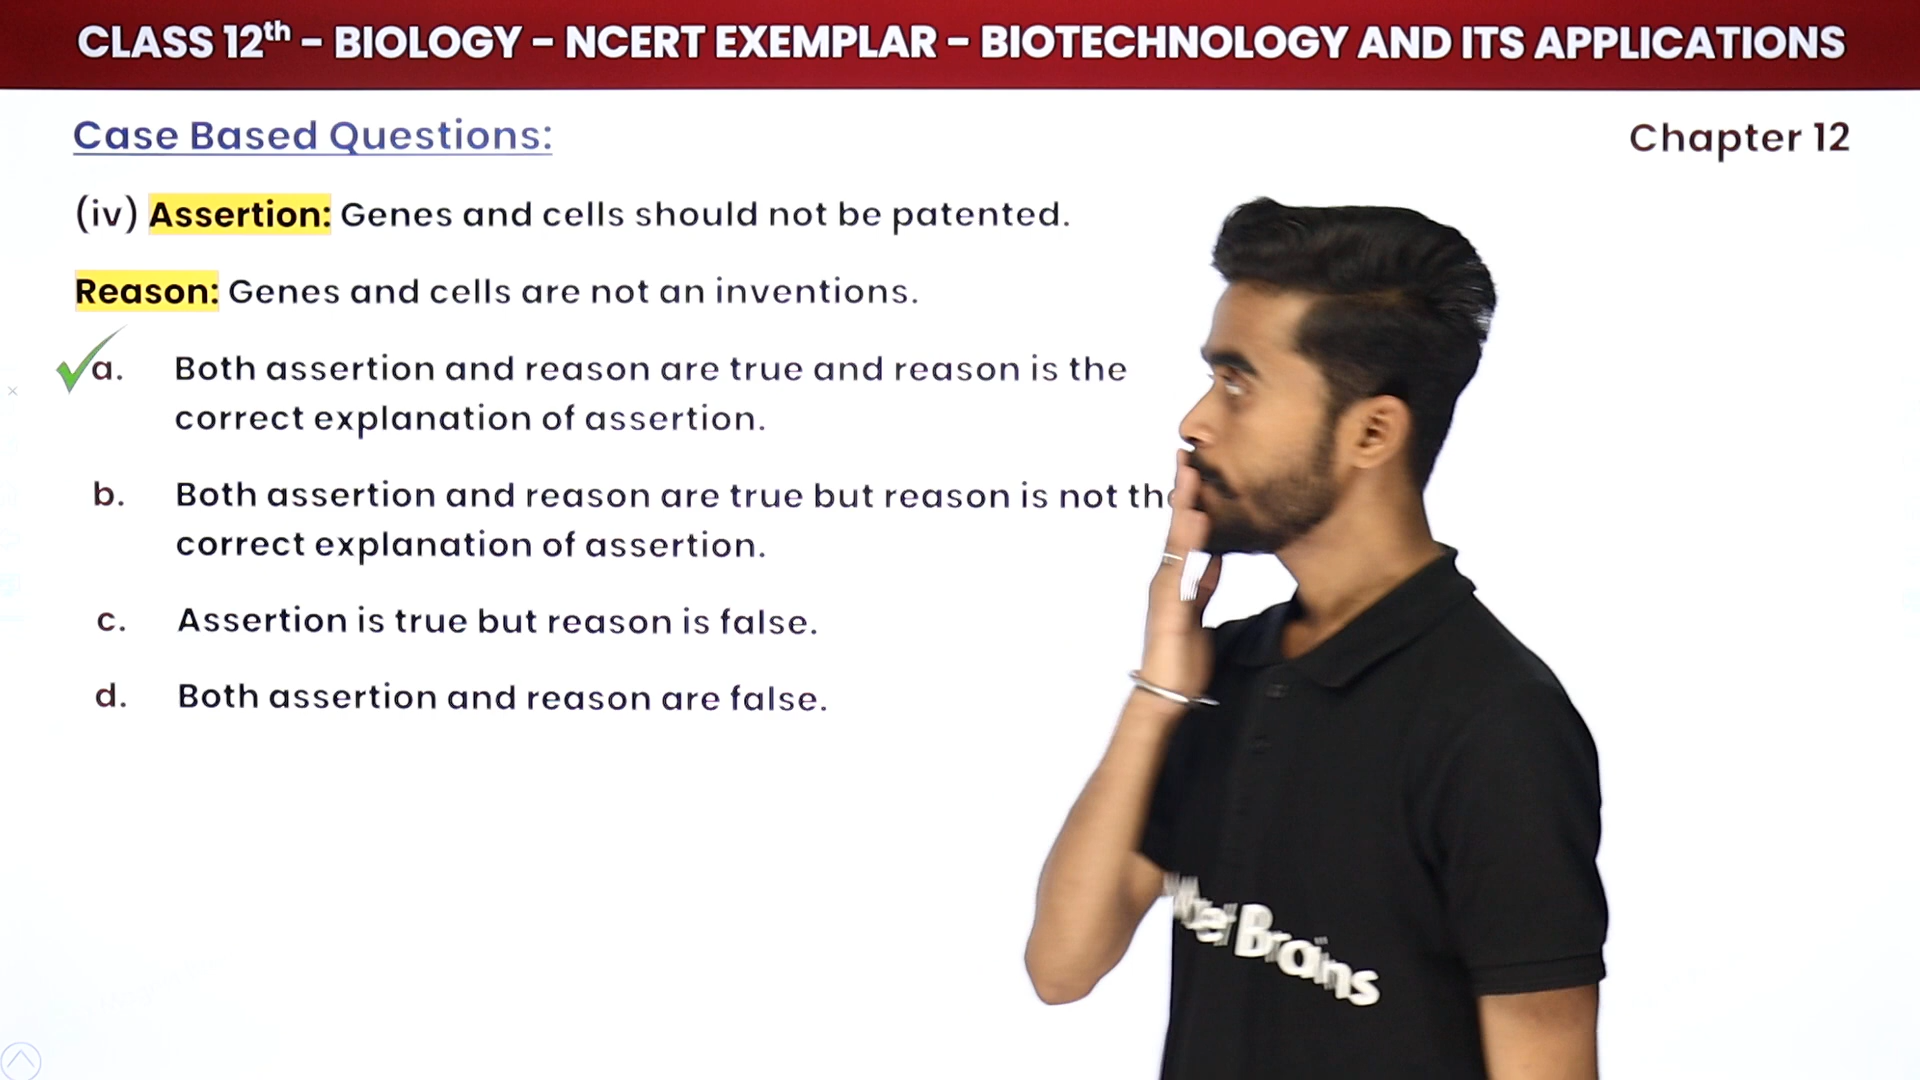 CLASS 12th - BIOLOGY - NCERT EXEMPLAR - BIOTECHNOLOGY AND ITS APPLICATIONS
Case Based Questions:
Chapter 12
(iv) Assertion: Genes and cells should not be patented.
Reason: Genes and cells are not an inventions.
a. Both assertion and reason are true and reason is the
correct explanation of assertion.
b. Both assertion and reason are true but reason is not the
correct explanation of assertion.
c. Assertion is true but reason is false.
d. Both assertion and reason are false.
Brains